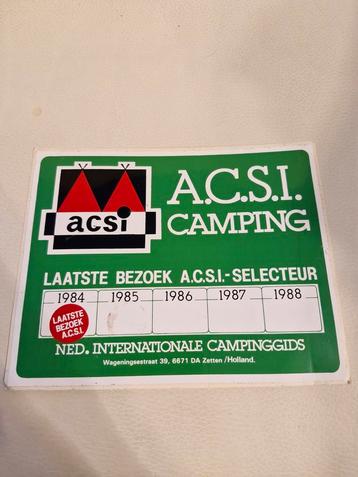 acsi
A.C.S.I.
CAMPING
LAATSTE BEZOEK A.C.S.I.-SELECTEUR
1984 1985 1986 1987 1988
LAATSTE
BEZOEK
A.C.S.I.
NED. INTERNATIONALE CAMPINGGIDS
Wageningsestraat 39, 6671 DA Zetten /Holland.